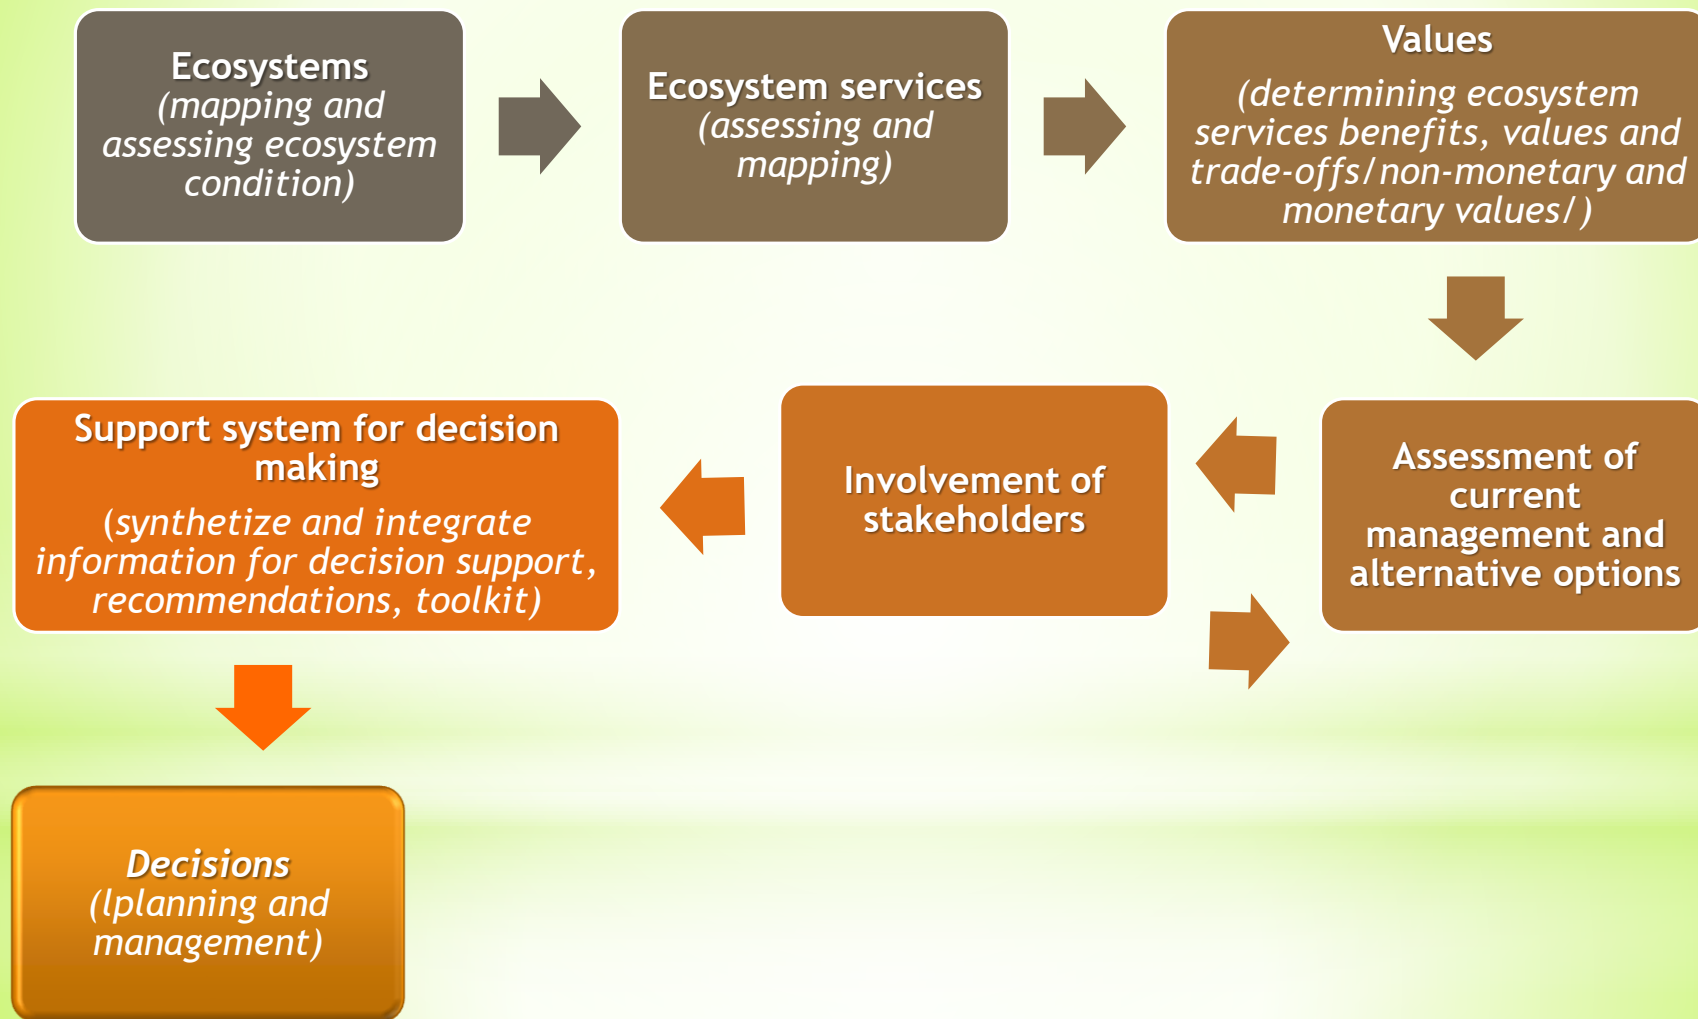 Ecosystems
(mapping and
assessing ecosystem
condition)
Ecosystem services
(assessing and
mapping)
Values
(determining ecosystem
services benefits, values and
trade-offs/non-monetary and
monetary values/)
Support system for decision
making
(synthetize and integrate
information for decision support,
recommendations, toolkit)
Involvement of
stakeholders
Assessment of
current
management and
alternative options
Decisions
(lplanning and
management)